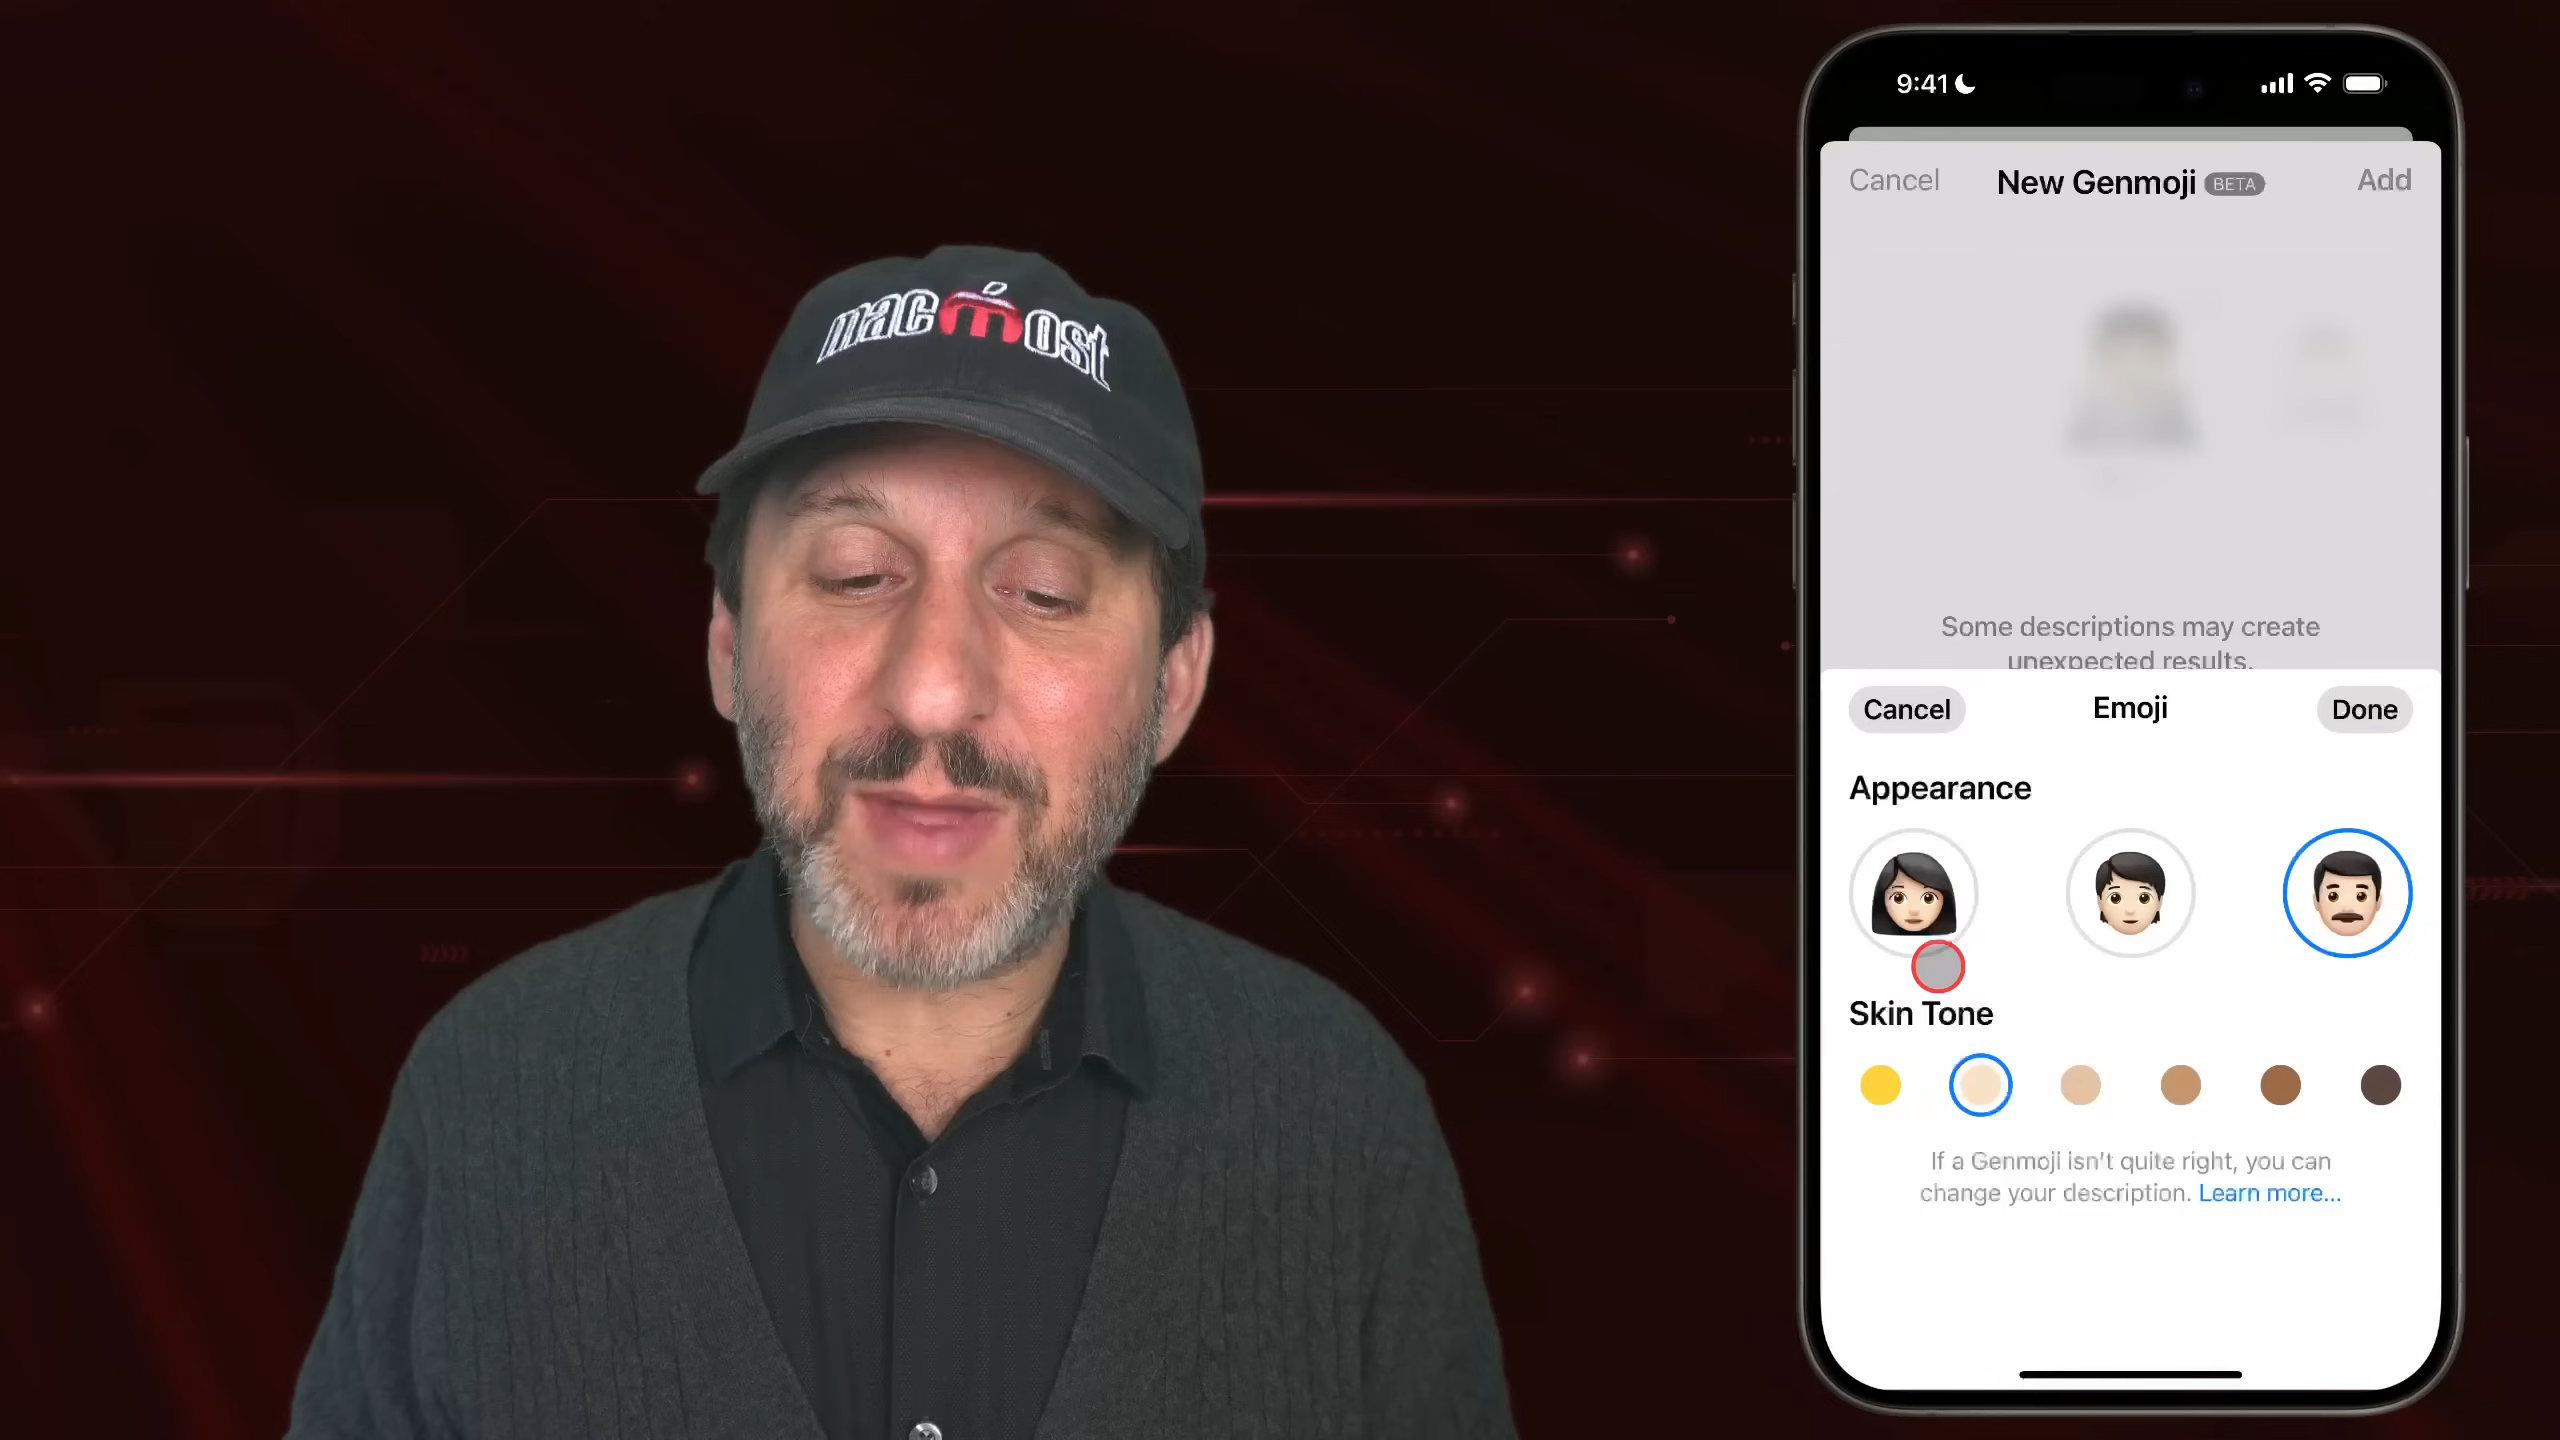 macmost
9:41
Cancel
New Genmoji BETA
Add
Some descriptions may create
unexpected results.
Cancel
Emoji
Done
Appearance
Skin Tone
If a Genmoji isn't quite right, you can
change your description. Learn more...